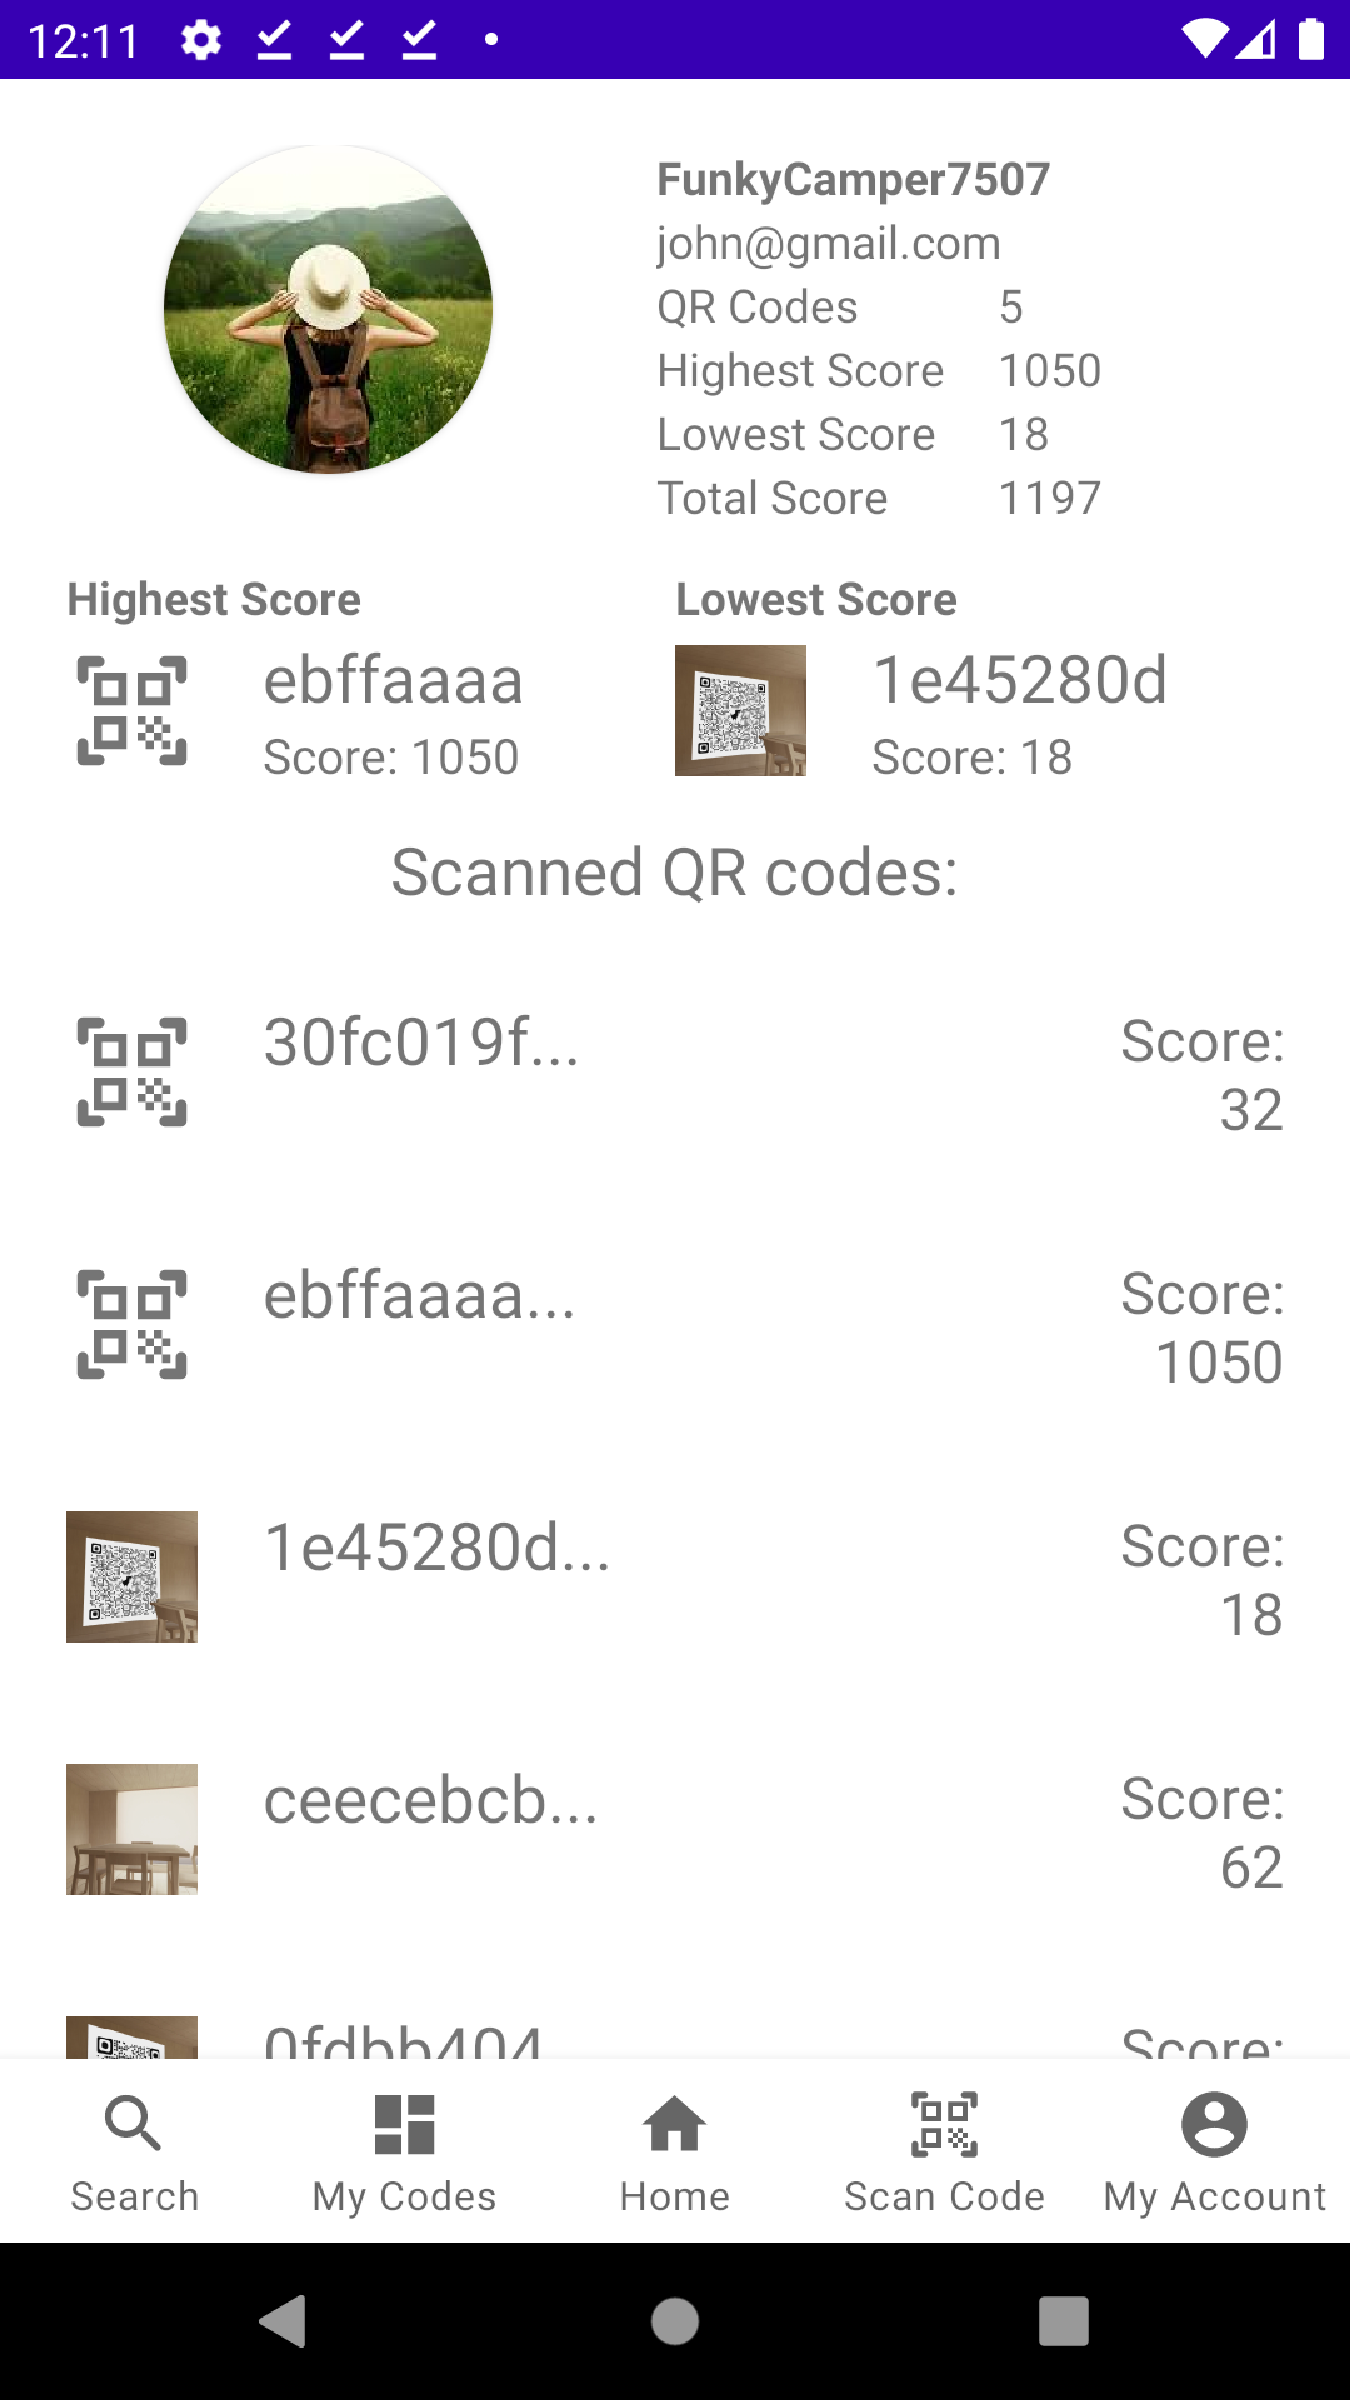 12:11
FunkyCamper7507
john@gmail.com
QR Codes 5
Highest Score 1050
Lowest Score 18
Total Score 1197
Highest Score Lowest Score
ebffaaaa 1e45280d
Score: 1050 Score: 18
Scanned QR codes:
30fc019f... Score:
32
ebffaaaa... Score:
1050
1e45280d... Score:
18
ceecebcb... Score:
62
0fdbb404 Score:
Search My Codes Home Scan Code My Account